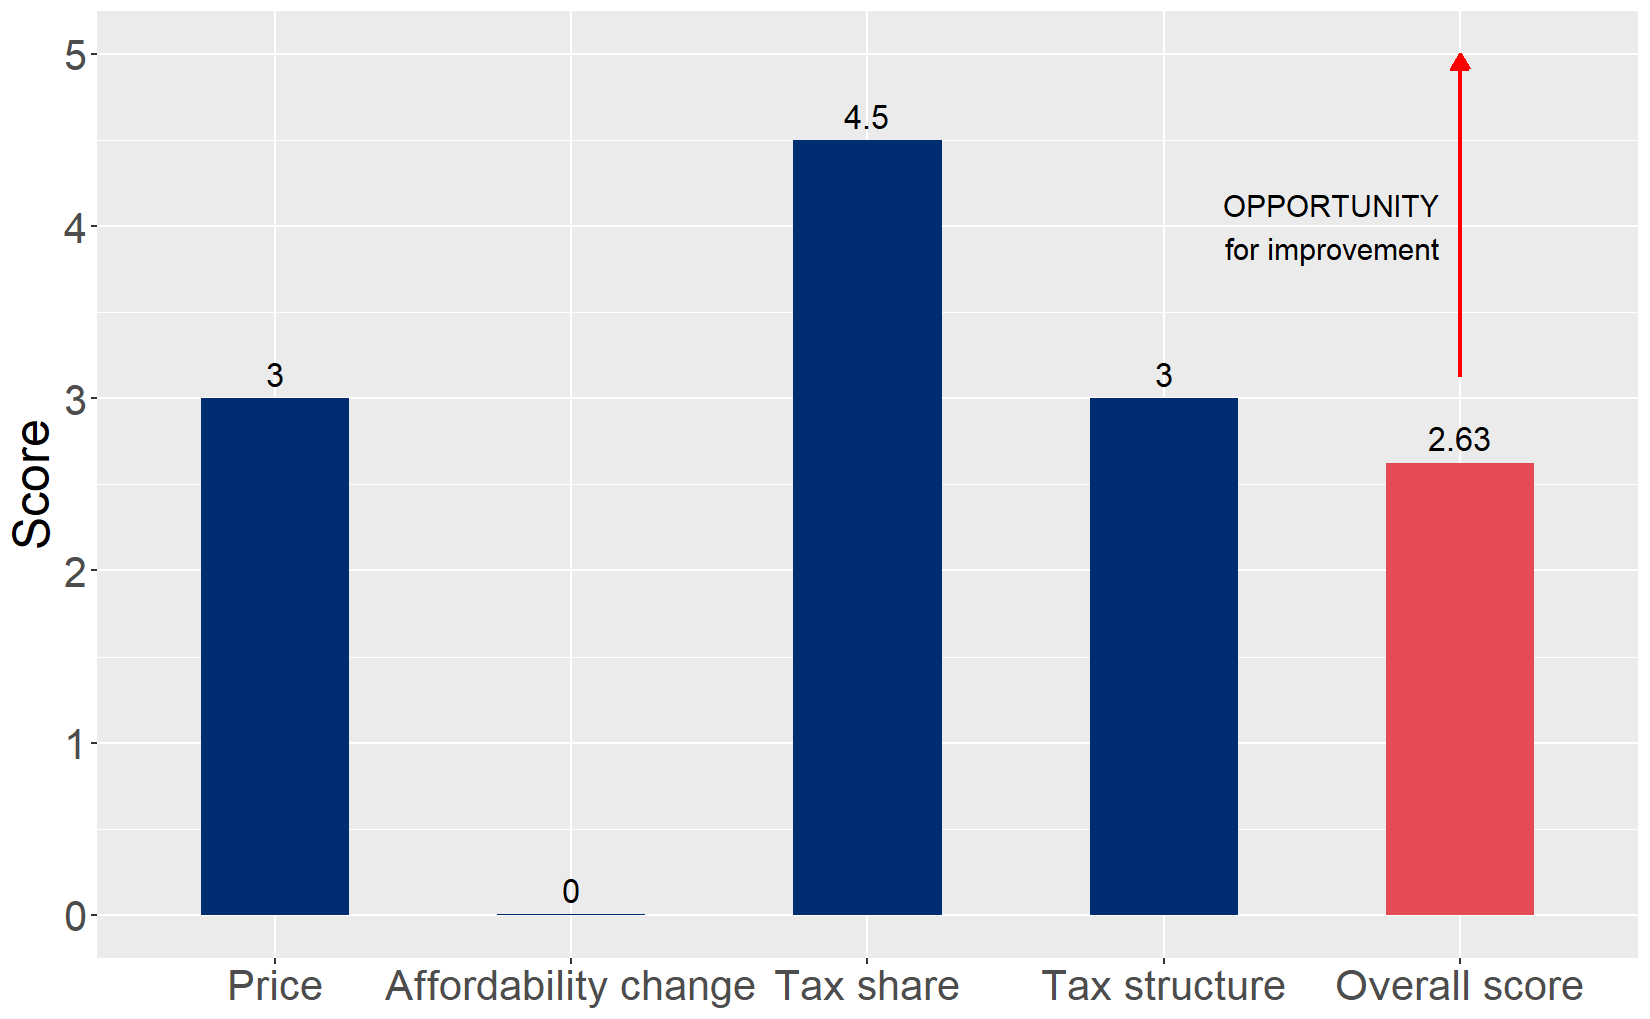 5
4
3
2
1
0
Score
3
0
4.5
3
2.63
OPPORTUNITY
for improvement
Price
Affordability change
Tax share
Tax structure
Overall score